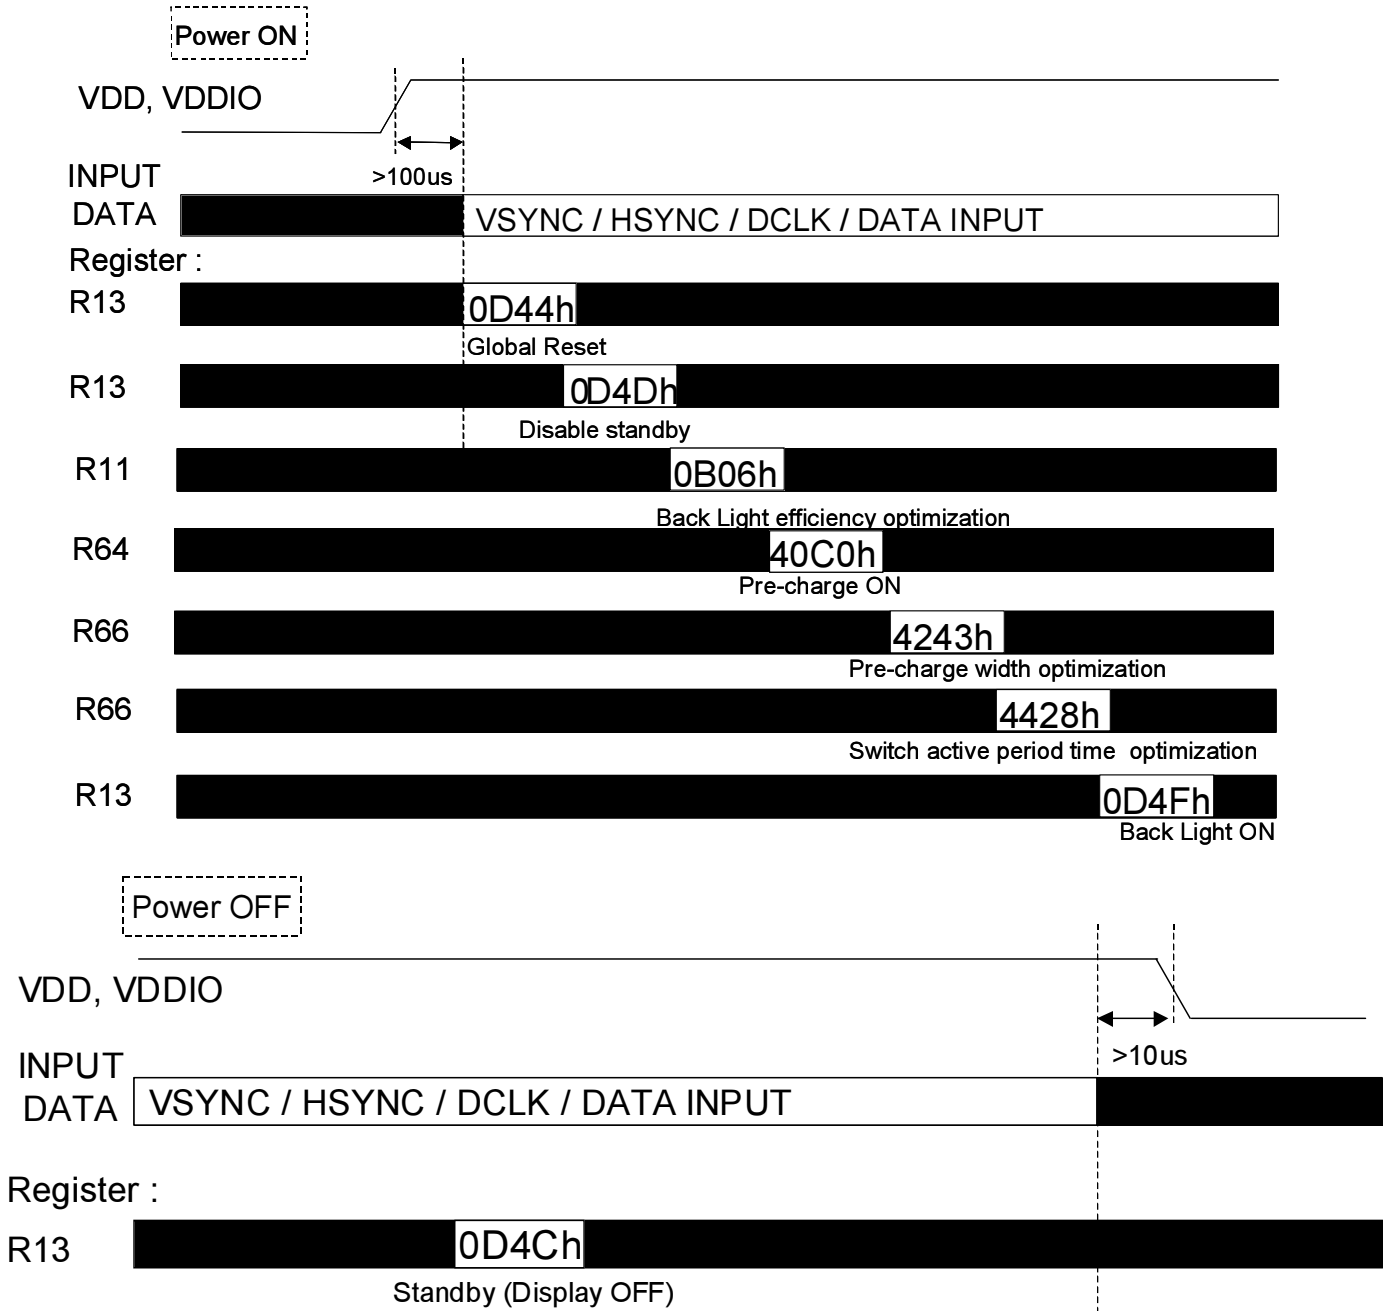 Power ON
VDD, VDDIO
>100us
INPUT
DATA
VSYNC / HSYNC / DCLK / DATA INPUT
Register :
R13
0D44h
Global Reset
R13
0D4Dh
Disable standby
R11
0B06h
Back Light efficiency optimization
R64
40C0h
Pre-charge ON
R66
4243h
Pre-charge width optimization
R66
4428h
Switch active period time optimization
R13
0D4Fh
Back Light ON
Power OFF
VDD, VDDIO
>10us
INPUT
DATA
VSYNC / HSYNC / DCLK / DATA INPUT
Register :
R13
0D4Ch
Standby (Display OFF)